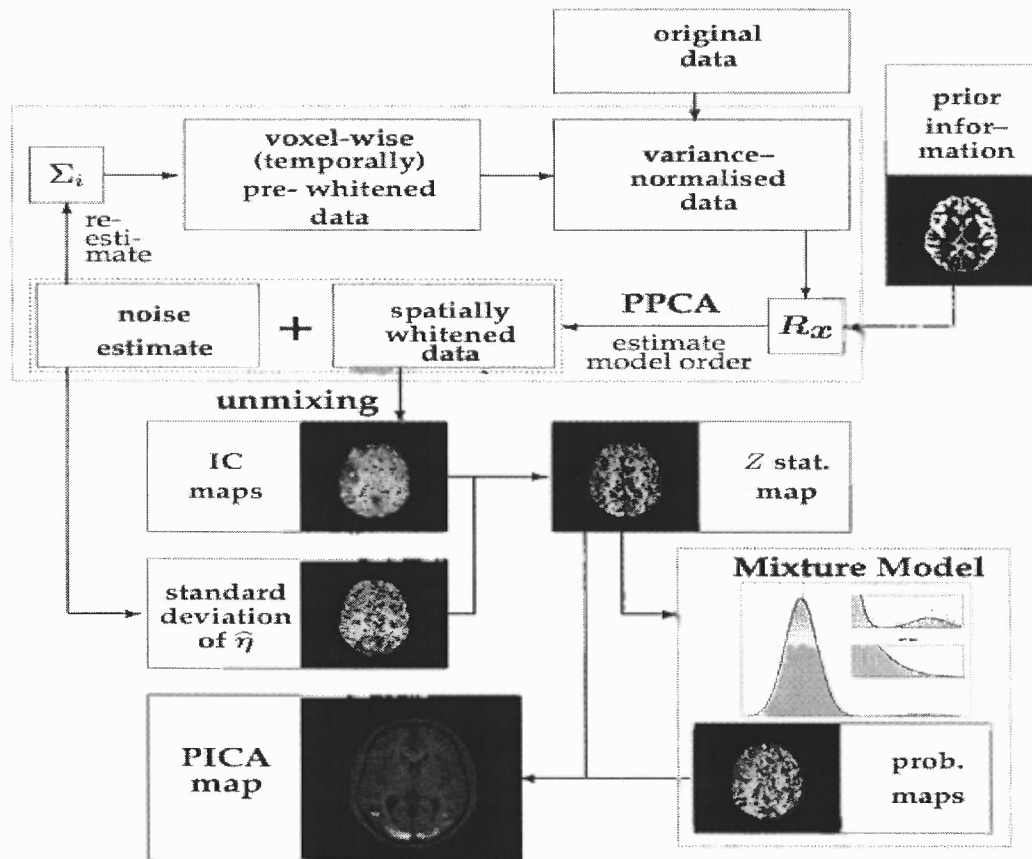 original
data
prior
infor-
mation
Σi
voxel-wise
(temporally)
pre- whitened
data
variance-
normalised
data
re-
esti-
mate
noise
estimate
+
spatially
whitened
data
PPCA
estimate
model order
Rx
unmixing
IC
maps
Z stat.
map
standard
deviation
of η̂
Mixture Model
PICA
map
prob.
maps